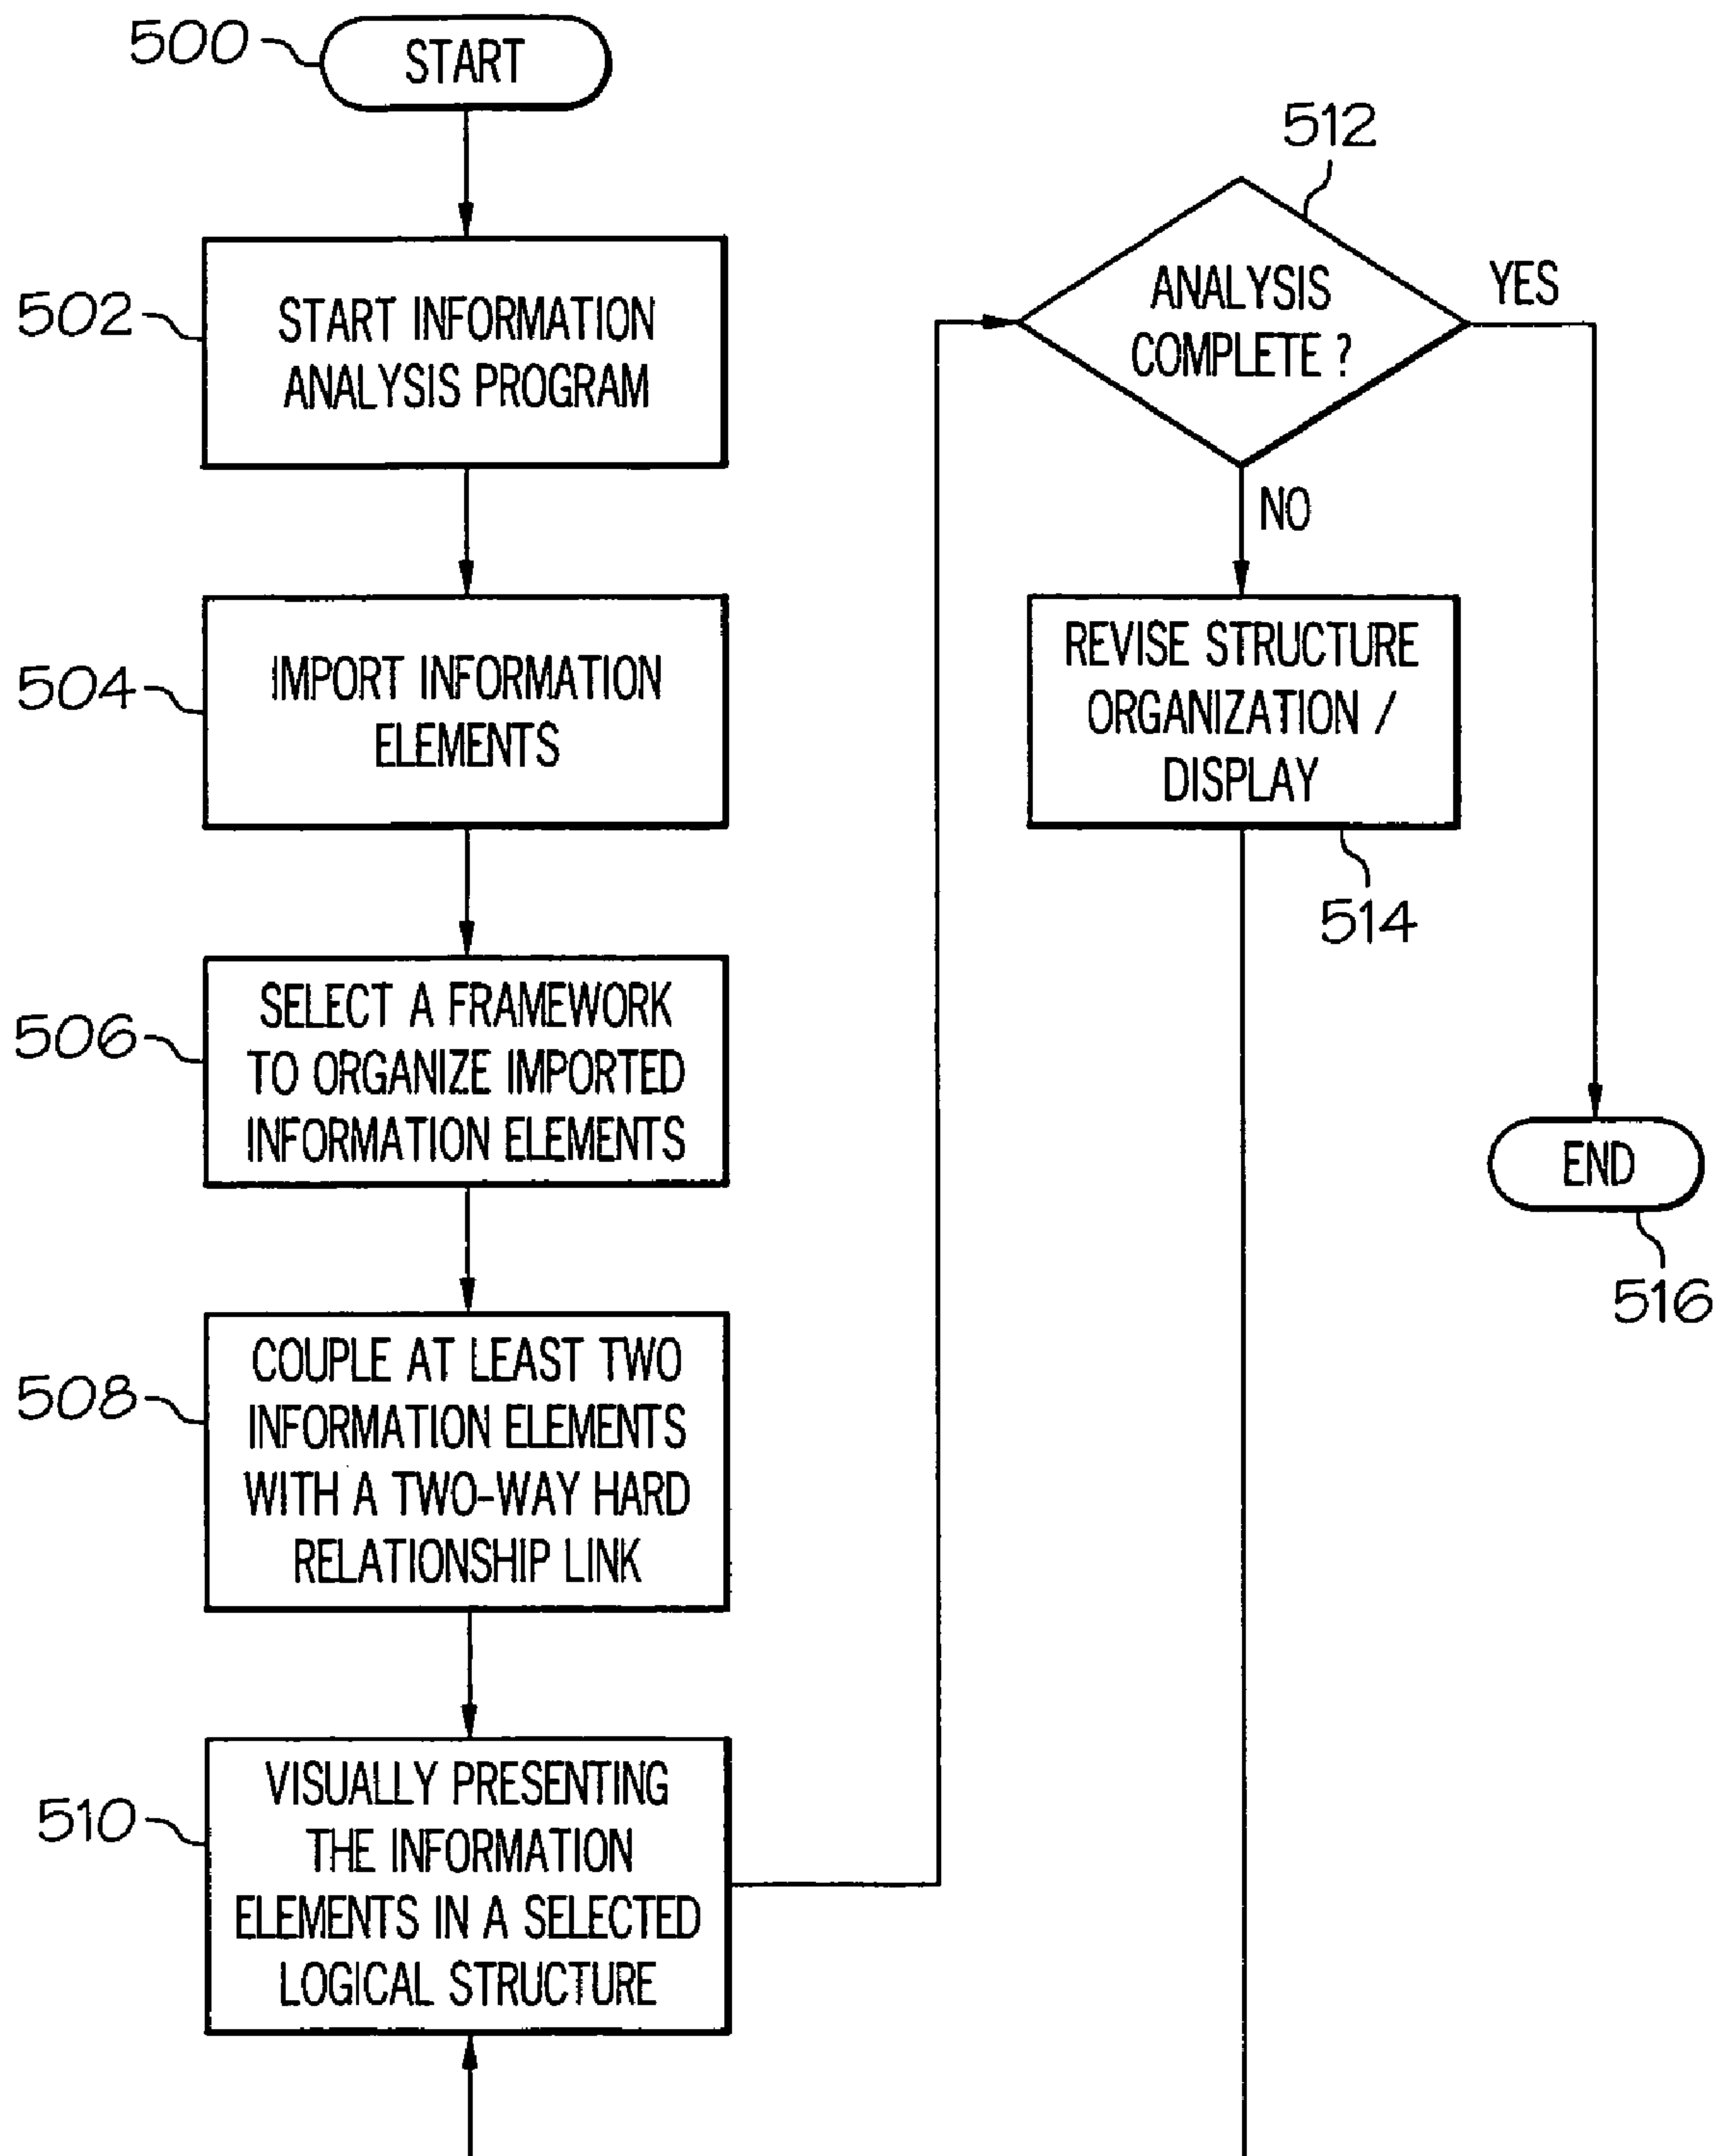 500
START
502
START INFORMATION
ANALYSIS PROGRAM
504
IMPORT INFORMATION
ELEMENTS
506
SELECT A FRAMEWORK
TO ORGANIZE IMPORTED
INFORMATION ELEMENTS
508
COUPLE AT LEAST TWO
INFORMATION ELEMENTS
WITH A TWO-WAY HARD
RELATIONSHIP LINK
510
VISUALLY PRESENTING
THE INFORMATION
ELEMENTS IN A SELECTED
LOGICAL STRUCTURE
512
ANALYSIS
COMPLETE ?
YES
NO
REVISE STRUCTURE
ORGANIZATION /
DISPLAY
514
END
516